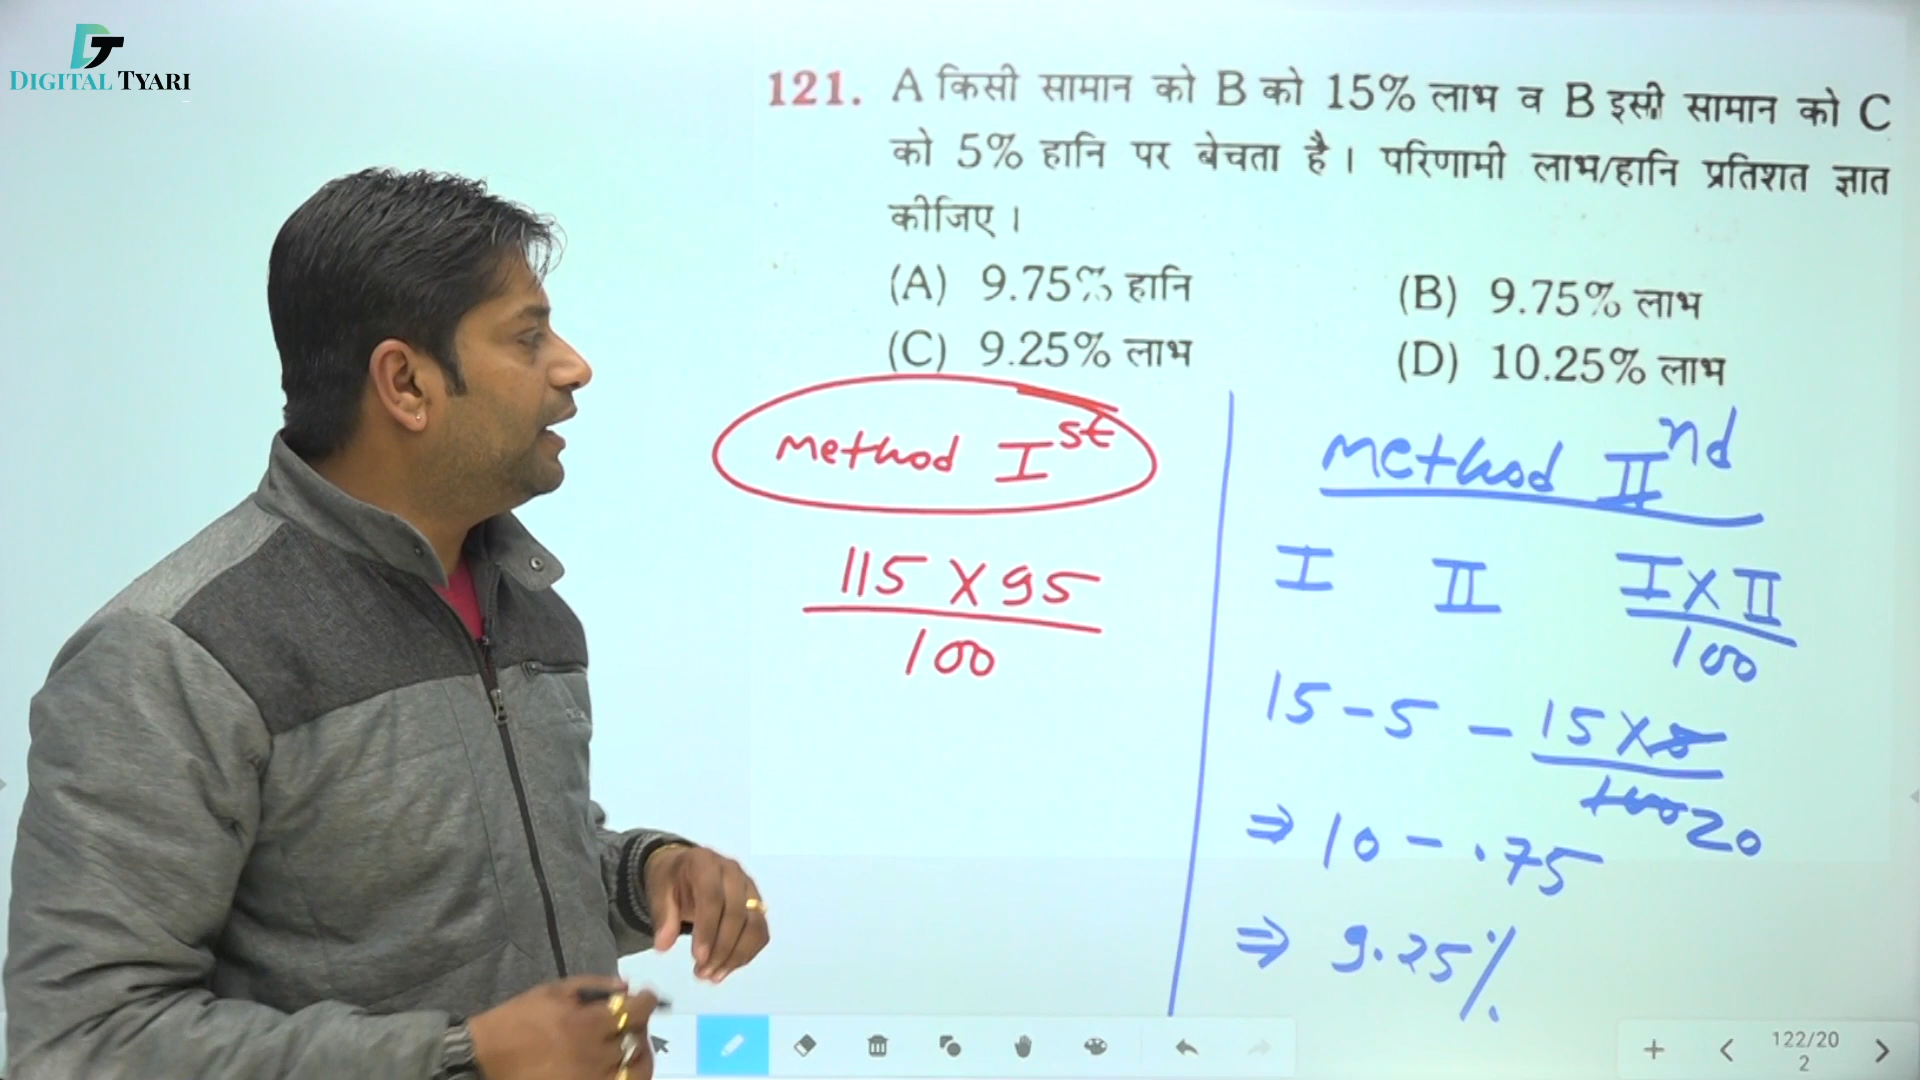 DIGITAL TYARI
121. A किसी सामान को B को 15% लाभ व B इसी सामान को C
को 5% हानि पर बेचता है। परिणामी लाभ/हानि प्रतिशत ज्ञात
कीजिए।
(A) 9.75% हानि (B) 9.75% लाभ
(C) 9.25% लाभ (D) 10.25% लाभ
Method Ist
115 X 95
100
method IInd
I II I X II
100
15 - 5 - 15 X 5
100 20
⇒ 10 - .75
⇒ 9.25%
122/20
2